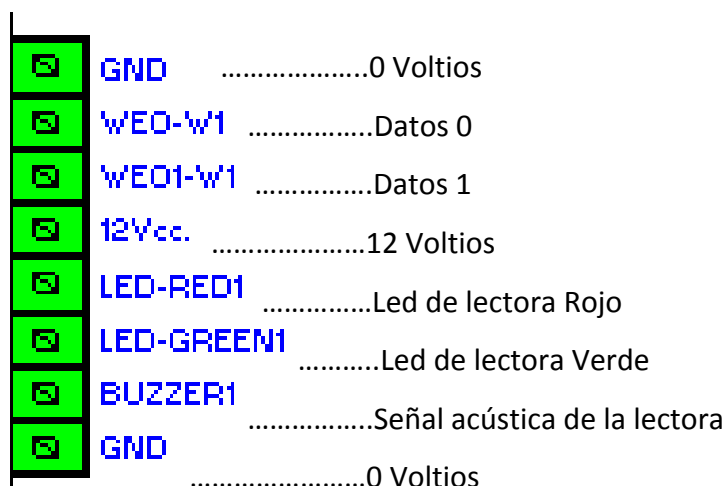 GND …………………..0 Voltios
WEO-W1 ……………..Datos 0
WEO1-W1 …………….Datos 1
12Vcc. …………………12 Voltios
LED-RED1 ……………Led de lectora Rojo
LED-GREEN1 ………..Led de lectora Verde
BUZZER1 ……………..Señal acústica de la lectora
GND ……………………0 Voltios